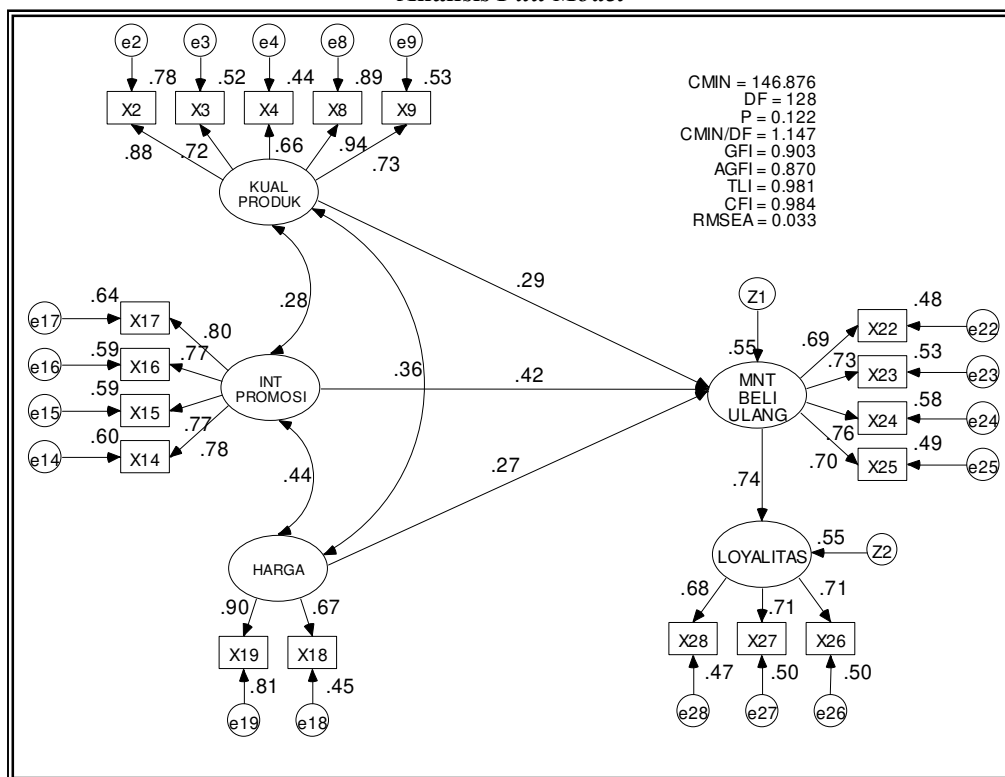 e2 e3 e4 e8 e9
.78 .52 .44 .89 .53
X2 X3 X4 X8 X9
.88 .72 .66 .94 .73
KUAL
PRODUK
CMIN = 146.876
DF = 128
P = 0.122
CMIN/DF = 1.147
GFI = 0.903
AGFI = 0.870
TLI = 0.981
CFI = 0.984
RMSEA = 0.033
.28
.36
.44
.29
.42
.27
e17 .64 X17 .80
e16 .59 X16 .77
e15 .59 X15 .77
e14 .60 X14 .78
INT
PROMOSI
HARGA
.90 .67
X19 X18
.81 .45
e19 e18
Z1
.55
MNT
BELI
ULANG
.69 X22 .48 e22
.73 X23 .53 e23
.76 X24 .58 e24
.70 X25 .49 e25
.74
LOYALITAS
.55 Z2
.68 .71 .71
X28 X27 X26
.47 .50 .50
e28 e27 e26